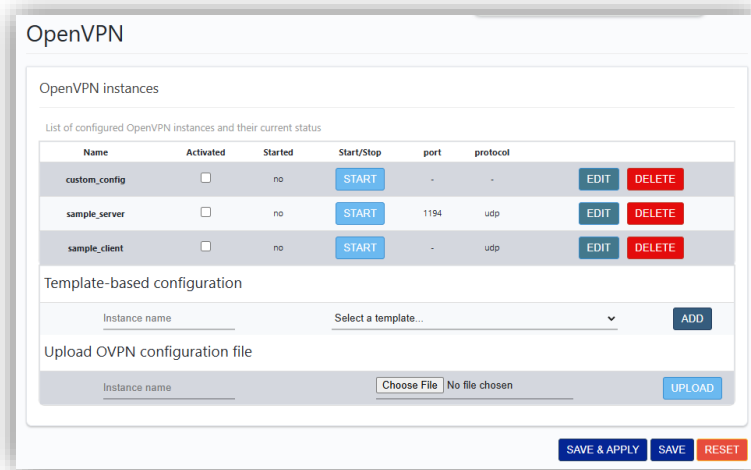 OpenVPN
OpenVPN instances
List of configured OpenVPN instances and their current status
Name Activated Started Start/Stop port protocol
custom_config no START - - EDIT DELETE
sample_server no START 1194 udp EDIT DELETE
sample_client no START - udp EDIT DELETE
Template-based configuration
Instance name Select a template... ADD
Upload OVPN configuration file
Instance name Choose File No file chosen UPLOAD
SAVE & APPLY SAVE RESET